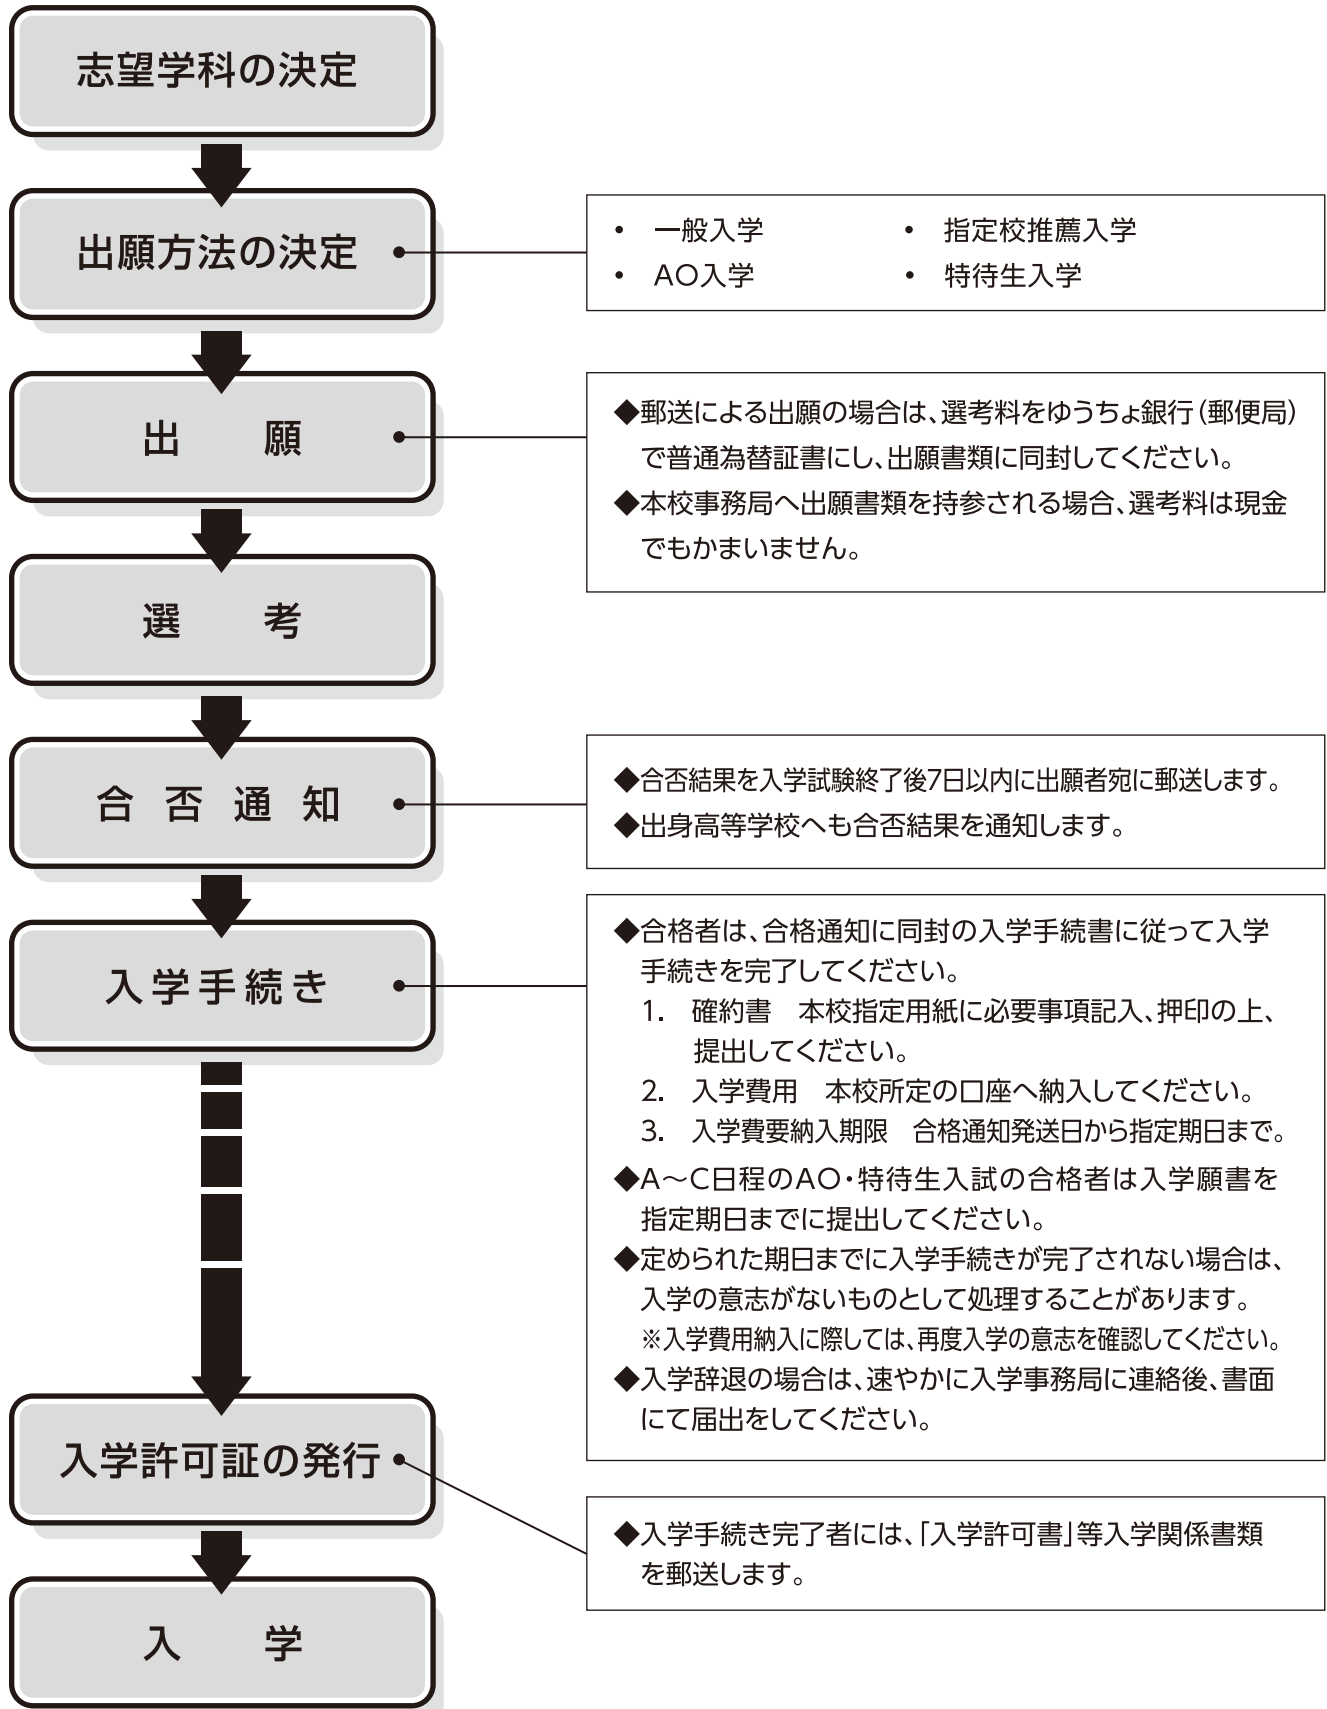 志望学科の決定
出願方法の決定
• 一般入学 • 指定校推薦入学
• AO入学 • 特待生入学
出 願
◆郵送による出願の場合は、選考料をゆうちょ銀行（郵便局）
で普通為替証書にし、出願書類に同封してください。
◆本校事務局へ出願書類を持参される場合、選考料は現金
でもかまいません。
選 考
合 否 通 知
◆合否結果を入学試験終了後7日以内に出願者宛に郵送します。
◆出身高等学校へも合否結果を通知します。
入学手続き
◆合格者は、合格通知に同封の入学手続書に従って入学
手続きを完了してください。
1. 確約書 本校指定用紙に必要事項記入、押印の上、
提出してください。
2. 入学費用 本校所定の口座へ納入してください。
3. 入学費要納入期限 合格通知発送日から指定期日まで。
◆A〜C日程のAO・特待生入試の合格者は入学願書を
指定期日までに提出してください。
◆定められた期日までに入学手続きが完了されない場合は、
入学の意志がないものとして処理することがあります。
※入学費用納入に際しては、再度入学の意志を確認してください。
◆入学辞退の場合は、速やかに入学事務局に連絡後、書面
にて届出をしてください。
入学許可証の発行
◆入学手続き完了者には、「入学許可書」等入学関係書類
を郵送します。
入 学